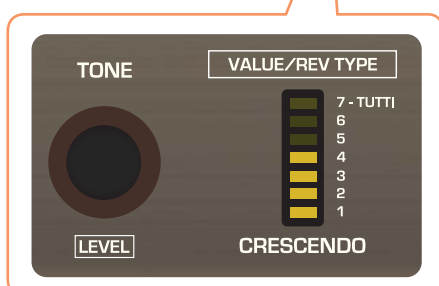 TONE
LEVEL
VALUE/REV TYPE
7 - TUTTI
6
5
4
3
2
1
CRESCENDO